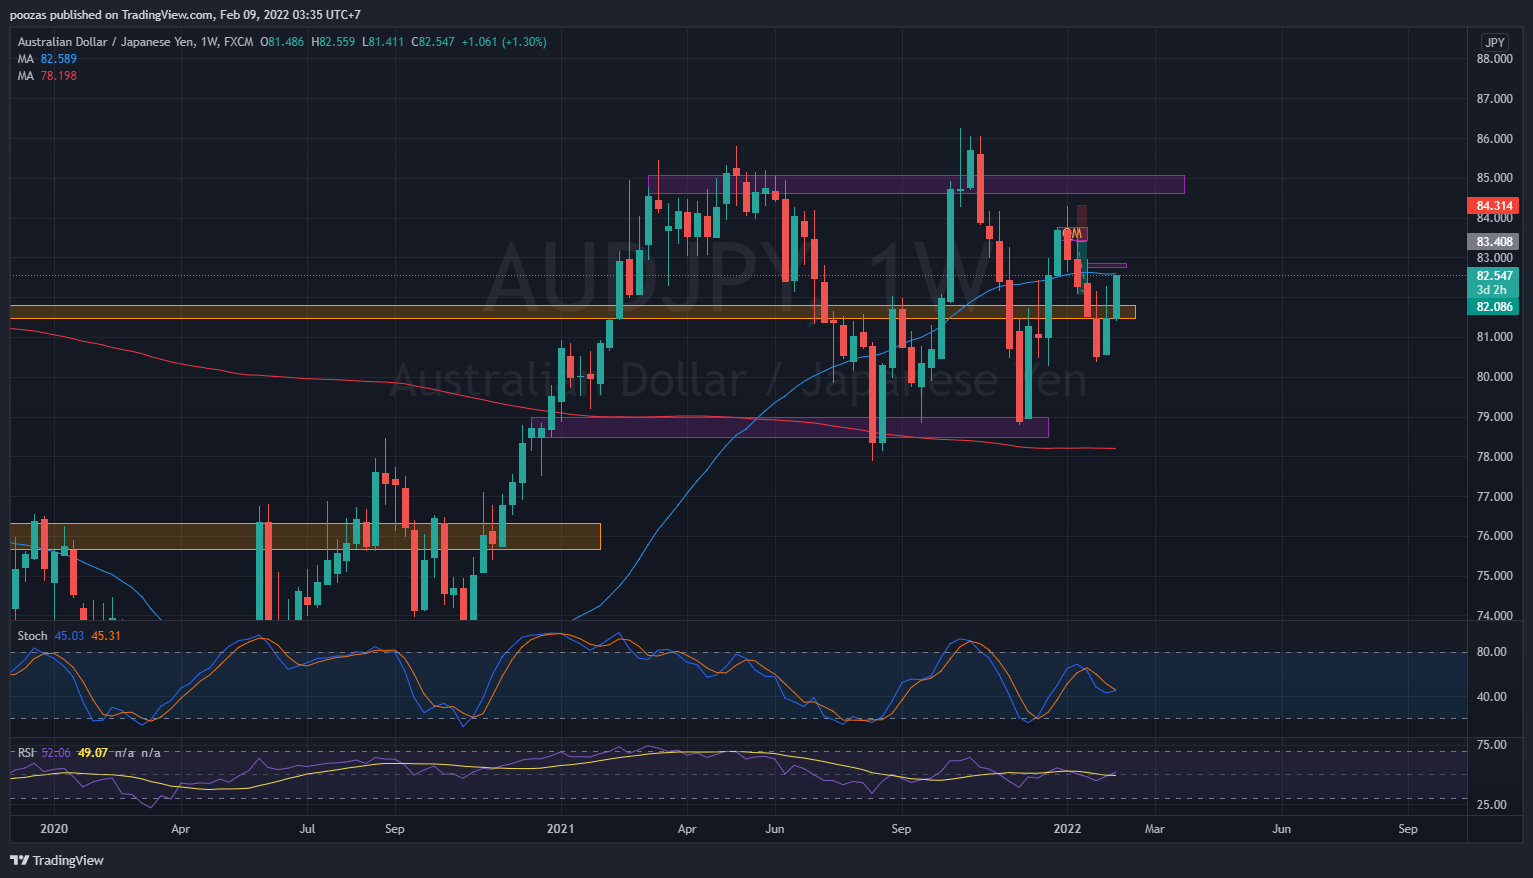 poozas published on TradingView.com, Feb 09, 2022 03:35 UTC+7
Australian Dollar / Japanese Yen, 1W, FXCM O81.486 H82.559 L81.411 C82.547 +1.061 (+1.30%)
MA 82.589
MA 78.198
JPY
88.000
87.000
86.000
85.000
84.314
84.000
83.408
83.000
82.547
3d 2h
82.086
81.000
80.000
79.000
78.000
77.000
76.000
75.000
74.000
QM
AUDJPY, 1W
Australian Dollar / Japanese Yen
Stoch 45.03 45.31
80.00
40.00
RSI 52.06 49.07 n/a n/a
75.00
25.00
2020 Apr Jul Sep 2021 Apr Jun Sep 2022 Mar Jun Sep
TradingView